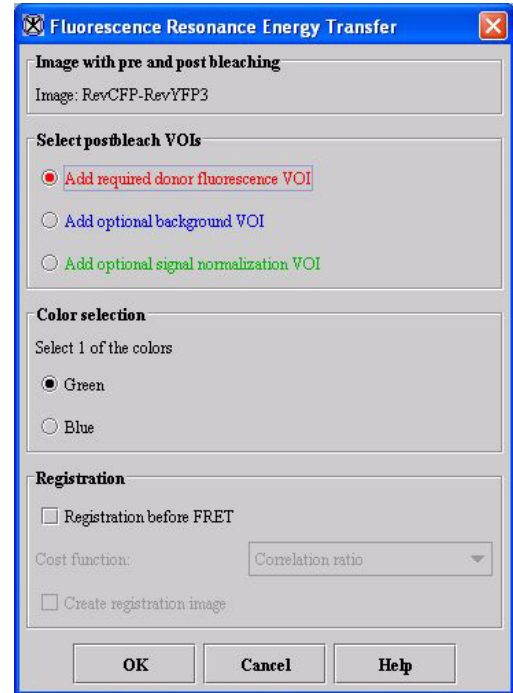 Fluorescence Resonance Energy Transfer
Image with pre and post bleaching
Image: RevCFP-RevYFP3
Select postbleach VOIs
Add required donor fluorescence VOI
Add optional background VOI
Add optional signal normalization VOI
Color selection
Select 1 of the colors
Green
Blue
Registration
Registration before FRET
Cost function: Correlation ratio
Create registration image
OK Cancel Help